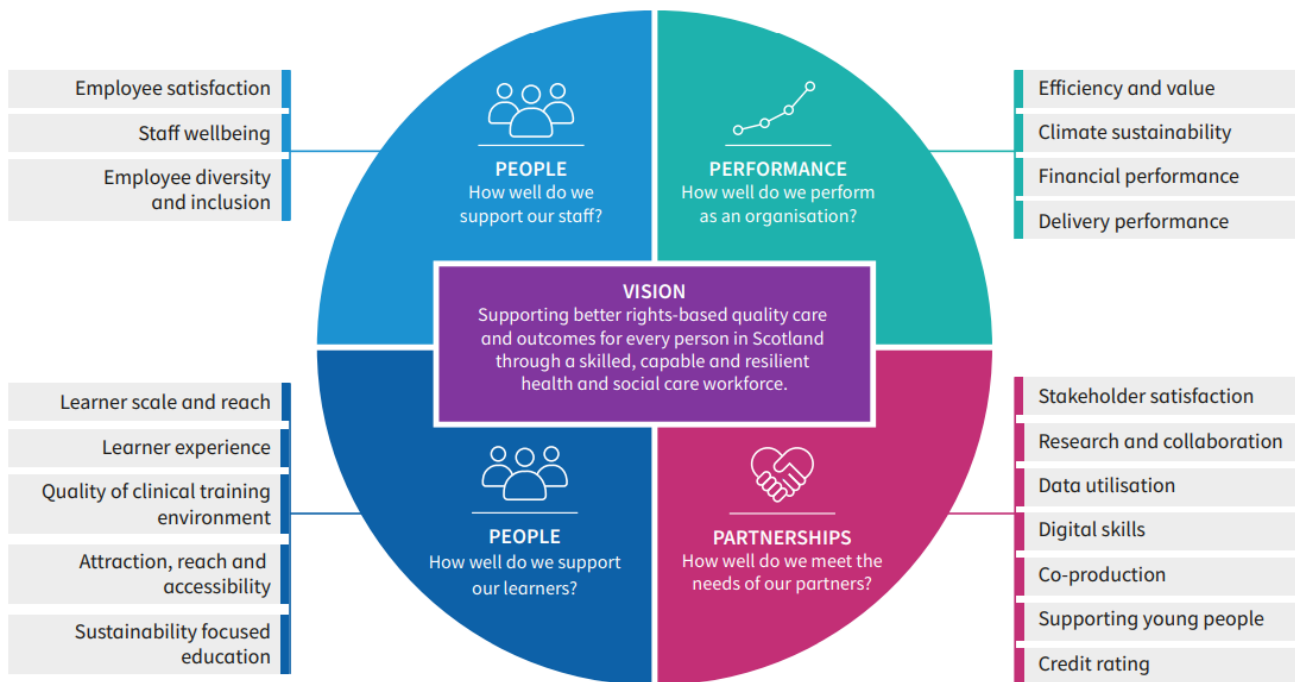 Employee satisfaction
Staff wellbeing
Employee diversity
and inclusion
PEOPLE
How well do we
support our staff?
PERFORMANCE
How well do we perform
as an organisation?
Efficiency and value
Climate sustainability
Financial performance
Delivery performance
VISION
Supporting better rights-based quality care
and outcomes for every person in Scotland
through a skilled, capable and resilient
health and social care workforce.
Learner scale and reach
Learner experience
Quality of clinical training
environment
Attraction, reach and
accessibility
Sustainability focused
education
PEOPLE
How well do we support
our learners?
PARTNERSHIPS
How well do we meet the
needs of our partners?
Stakeholder satisfaction
Research and collaboration
Data utilisation
Digital skills
Co-production
Supporting young people
Credit rating